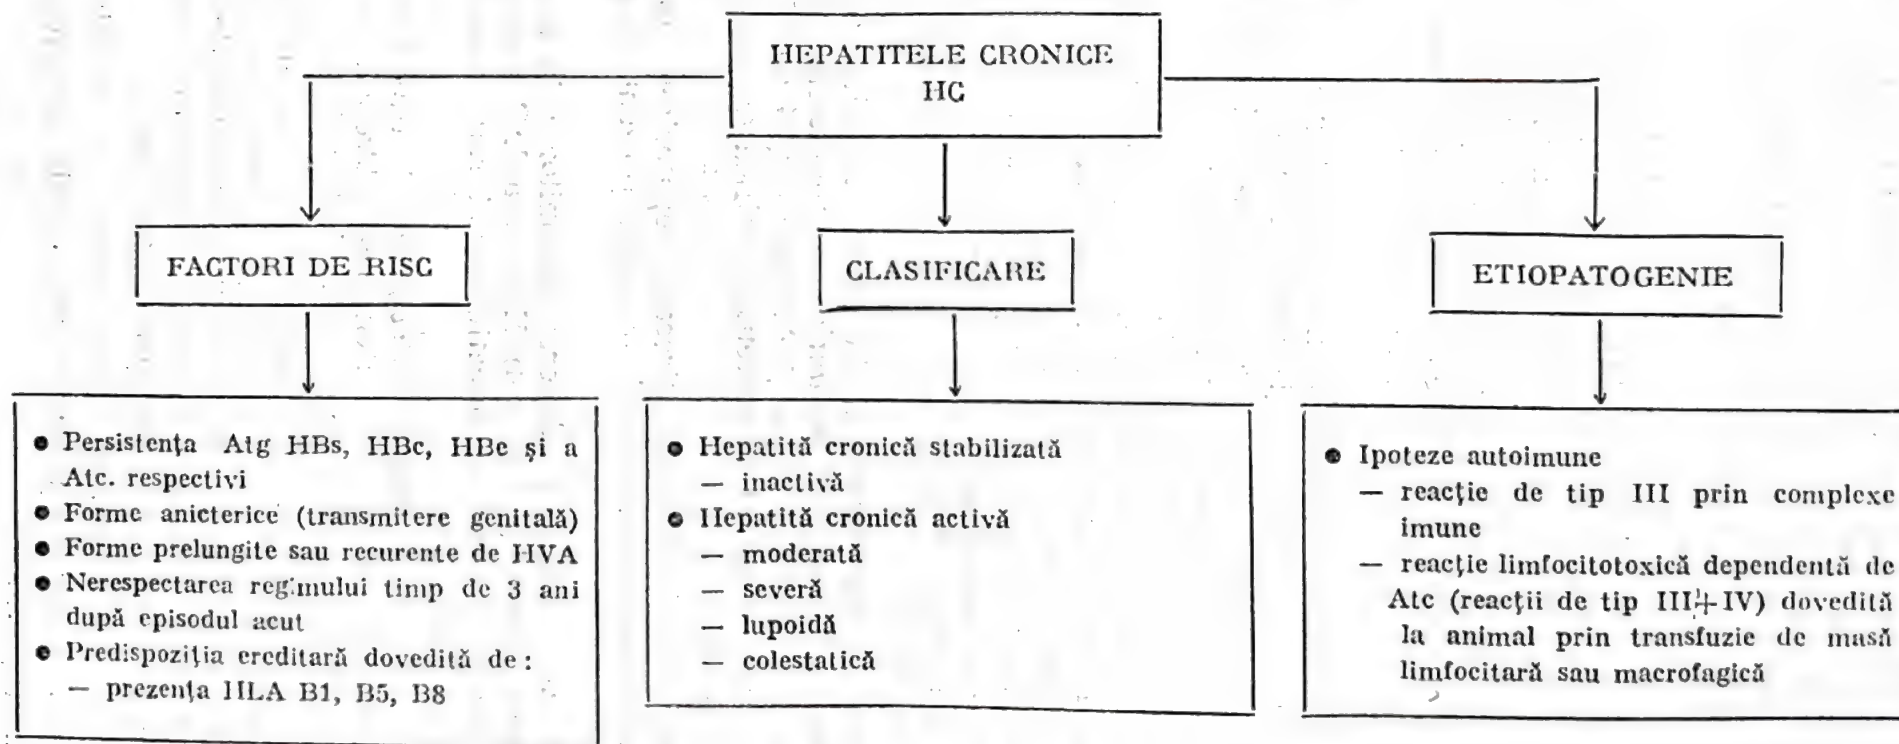 HEPATITELE CRONICE
HC
FACTORI DE RISC
CLASIFICARE
ETIOPATOGENIE
● Persistența Atg HBs, HBc, HBe și a
Atc. respectivi
● Forme anicterice (transmitere genitală)
● Forme prelungite sau recurente de HVA
● Nerespectarea regimului timp de 3 ani
după episodul acut
● Predispoziția ereditară dovedită de :
— prezența HLA B1, B5, B8
● Hepatită cronică stabilizată
— inactivă
● Hepatită cronică activă
— moderată
— severă
— lupoidă
— colestatică
● Ipoteze autoimune
— reacție de tip III prin complexe
imune
— reacție limfocitotoxică dependentă de
Atc (reacții de tip III+IV) dovedită
la animal prin transfuzie de masă
limfocitară sau macrofagică